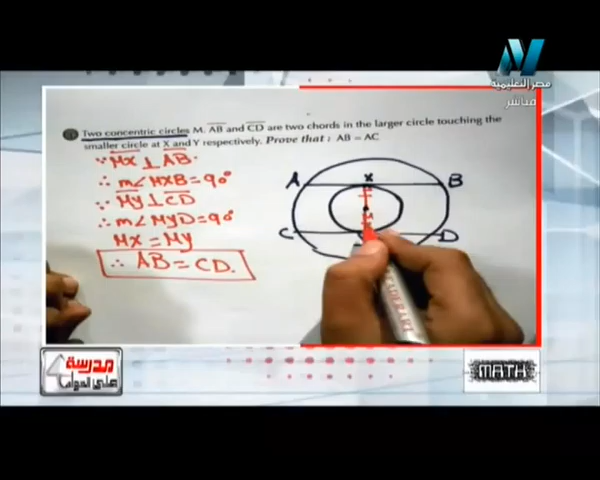 مصر التعليمية
مباشر
Two concentric circles M. AB and CD are two chords in the larger circle touching the
smaller circle at X and Y respectively. Prove that : AB = AC
∵ MX ⊥ AB.
∴ m∠MXB = 90°
∵ MY ⊥ CD
∴ m∠MYD = 90°
MX = MY
∴ AB = CD.
A
X
B
M
C
D
مدرسة
على الهواء
MATH